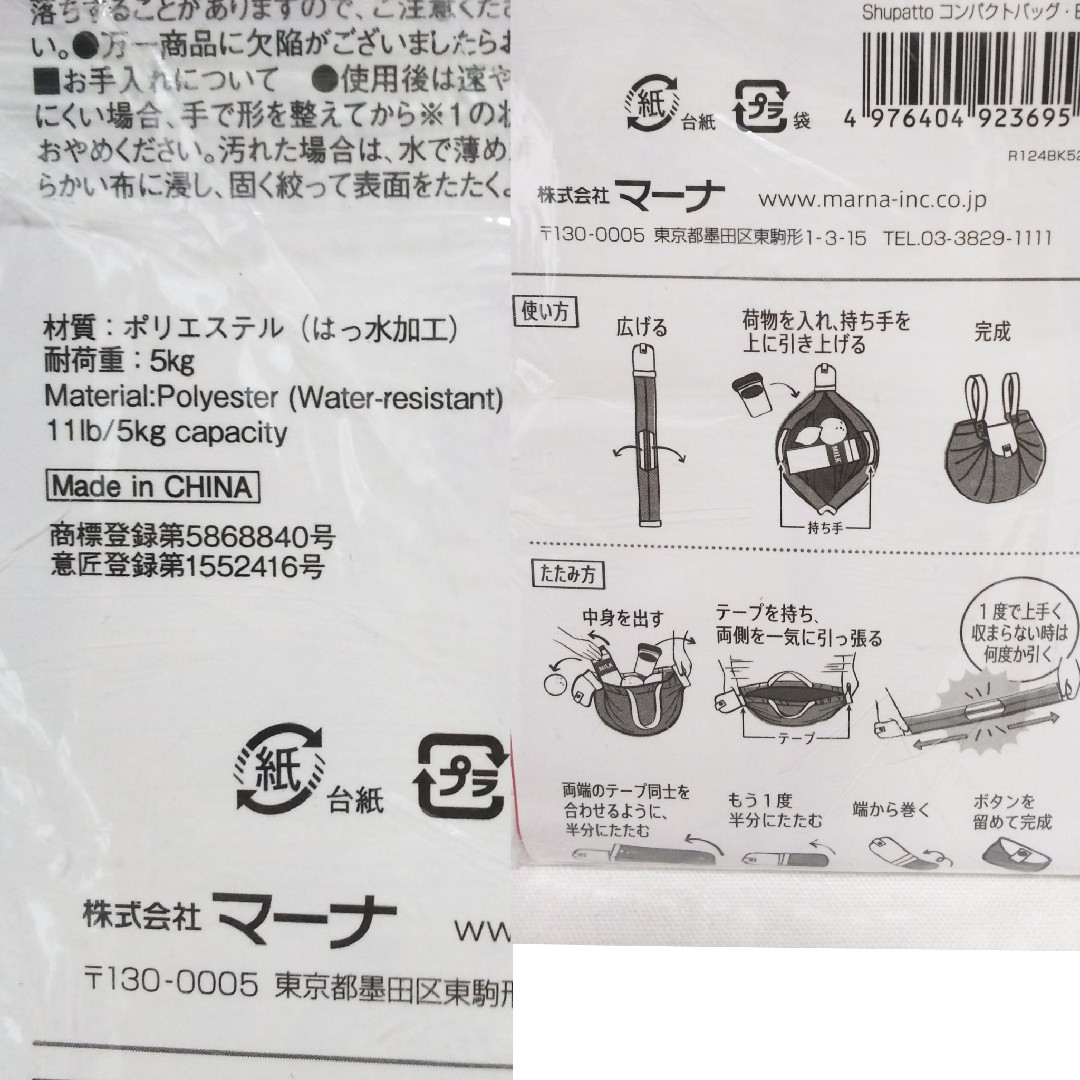 落ちることがありますので、ご注意くだ
い。●万一商品に欠陥がございましたらお
■お手入れについて ●使用後は速や
にくい場合、手で形を整えてから※1の
おやめください。汚れた場合は、水で薄め
らかい布に浸し、固く絞って表面をたたく
材質：ポリエステル（はっ水加工）
耐荷重：5kg
Material:Polyester (Water-resistant)
11lb/5kg capacity
Made in CHINA
商標登録第5868840号
意匠登録第1552416号
紙 台紙 プラ
株式会社 マーナ ww
〒130-0005 東京都墨田区東駒形
Shupatto コンパクトバッグ・
紙 台紙 プラ 袋
4 976404 923695
R124BK52
株式会社 マーナ www.marna-inc.co.jp
〒130-0005 東京都墨田区東駒形1-3-15 TEL.03-3829-1111
使い方
広げる
荷物を入れ、持ち手を
上に引き上げる
完成
MILK
持ち手
たたみ方
中身を出す
テープを持ち、
両側を一気に引っ張る
1度で上手く
収まらない時は
何度か引く
MILK
テープ
両端のテープ同士を
合わせるように、
半分にたたむ
もう1度
半分にたたむ
端から巻く
ボタンを
留めて完成